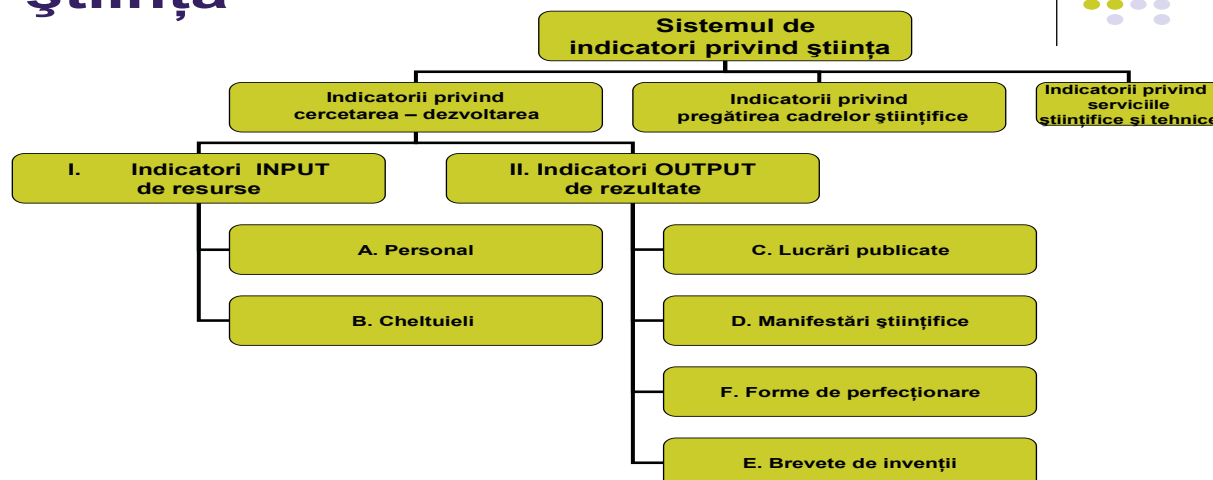 ştiinţa
Sistemul de
indicatori privind ştiinţa
Indicatorii privind
cercetarea – dezvoltarea
Indicatorii privind
pregătirea cadrelor ştiinţifice
Indicatorii privind
serviciile
ştiinţifice şi tehnice
I. Indicatori INPUT
de resurse
II. Indicatori OUTPUT
de rezultate
A. Personal
C. Lucrări publicate
B. Cheltuieli
D. Manifestări ştiinţifice
F. Forme de perfecţionare
E. Brevete de invenţii